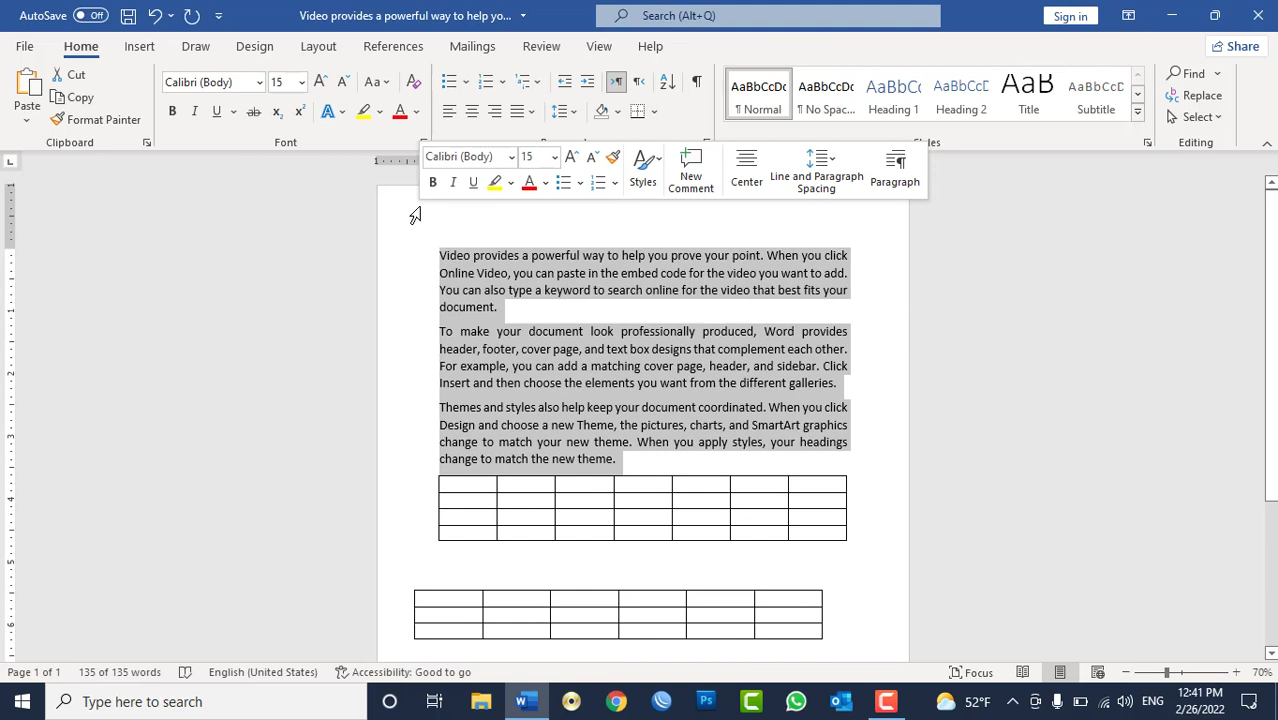 AutoSave Off Video provides a powerful way to help yo... Search (Alt+Q) Sign in
File Home Insert Draw Design Layout References Mailings Review View Help Share
Paste Cut Copy Format Painter
Clipboard
Calibri (Body) 15 Aa
B I U ab x₂ x² A A
Font
AaBbCcDc AaBbCcDc AaBbCc AaBbCcD AaB AaBbCcD
¶ Normal ¶ No Spac... Heading 1 Heading 2 Title Subtitle
Styles
Find
Replace
Select
Editing
Calibri (Body) 15
B I U A
Styles New Comment Center Line and Paragraph Spacing Paragraph
Video provides a powerful way to help you prove your point. When you click
Online Video, you can paste in the embed code for the video you want to add.
You can also type a keyword to search online for the video that best fits your
document.
To make your document look professionally produced, Word provides
header, footer, cover page, and text box designs that complement each other.
For example, you can add a matching cover page, header, and sidebar. Click
Insert and then choose the elements you want from the different galleries.
Themes and styles also help keep your document coordinated. When you click
Design and choose a new Theme, the pictures, charts, and SmartArt graphics
change to match your new theme. When you apply styles, your headings
change to match the new theme.
Page 1 of 1 135 of 135 words English (United States) Accessibility: Good to go Focus 70%
Type here to search 52°F ENG 12:41 PM
2/26/2022